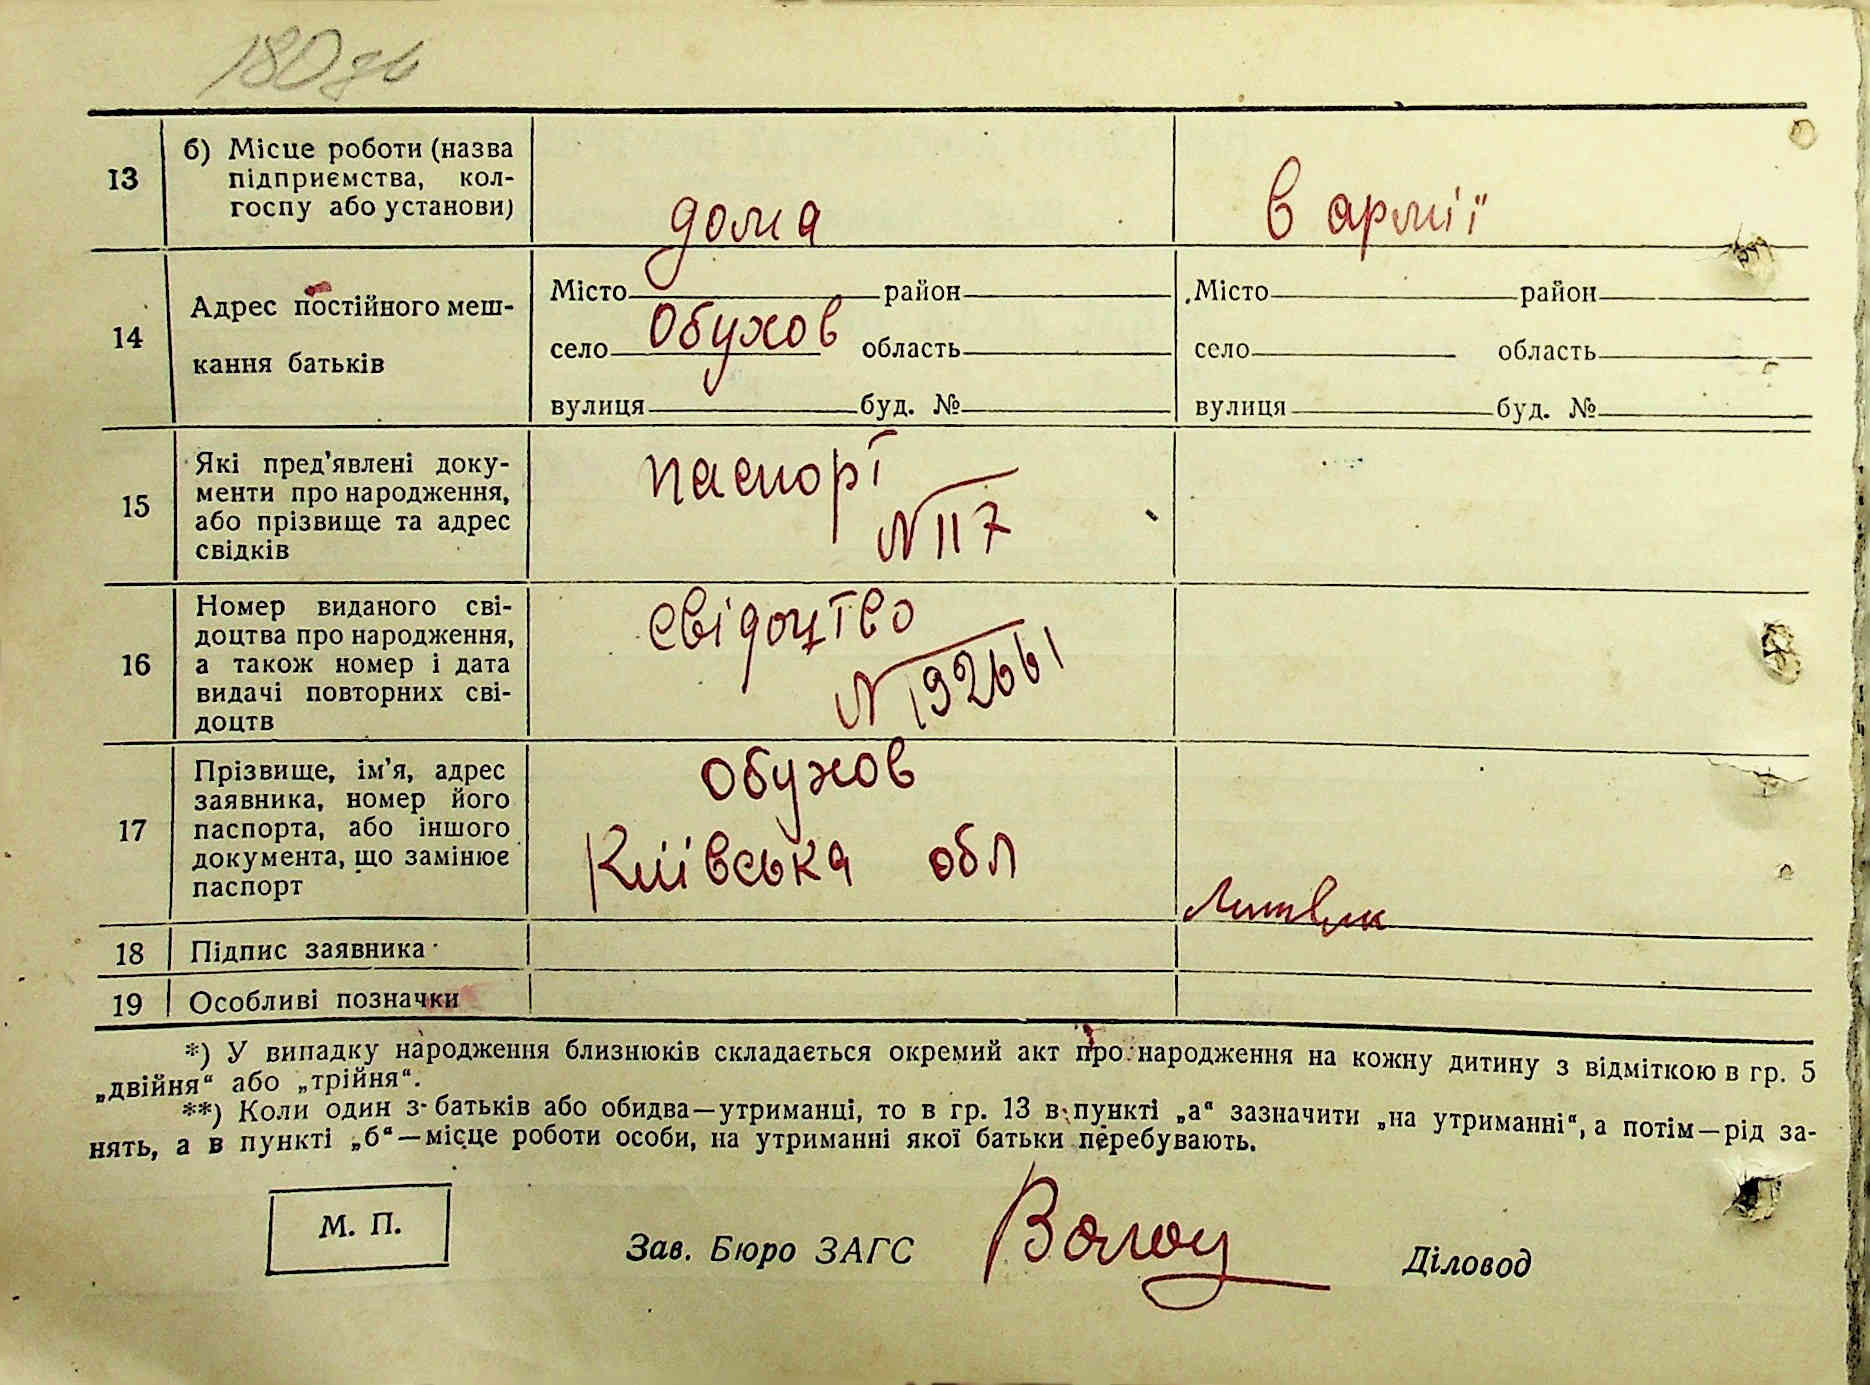 180 зв
13 б) Місце роботи (назва
підприємства, кол-
госпу або установи)
дома
в армії
14 Адрес постійного меш-
кання батьків
Місто район
село Обухов область
вулиця буд. №
Місто район
село область
вулиця буд. №
15 Які пред'явлені доку-
менти про народження,
або прізвище та адрес
свідків
паспорт
№ 117
16 Номер виданого сві-
доцтва про народження,
а також номер і дата
видачі повторних сві-
доцтв
свідоцтво
№ 192661
17 Прізвище, ім'я, адрес
заявника, номер його
паспорта, або іншого
документа, що замінює
паспорт
Обухов
Київська обл
18 Підпис заявника
19 Особливі позначки
*) У випадку народження близнюків складається окремий акт про народження на кожну дитину з відміткою в гр. 5
„двійня“ або „трійня“.
**) Коли один з батьків або обидва—утриманці, то в гр. 13 в пункті „а“ зазначити „на утриманні“, а потім—рід за-
нять, а в пункті „б“—місце роботи особи, на утриманні якої батьки перебувають.
М. П.
Зав. Бюро ЗАГС
Діловод